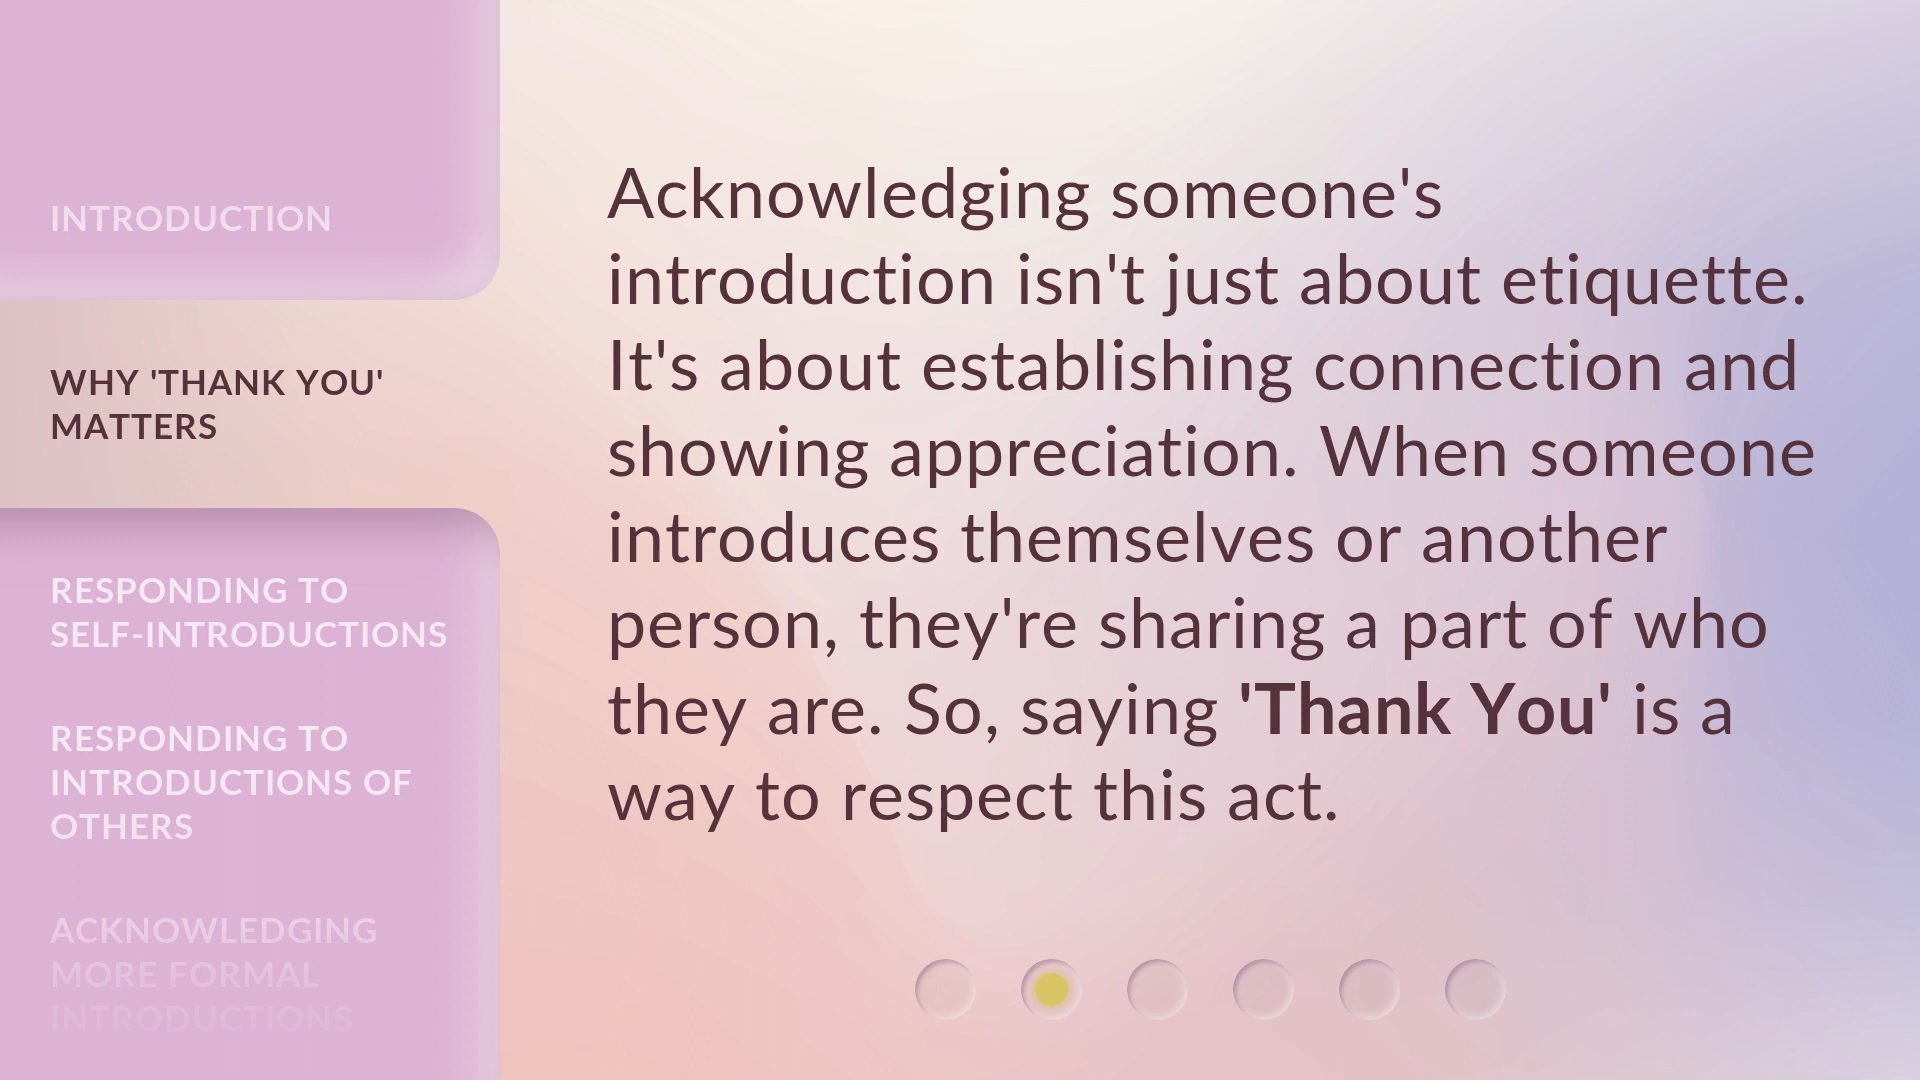 INTRODUCTION
WHY 'THANK YOU'
MATTERS
RESPONDING TO
SELF-INTRODUCTIONS
RESPONDING TO
INTRODUCTIONS OF
OTHERS
ACKNOWLEDGING
MORE FORMAL
INTRODUCTIONS
Acknowledging someone's
introduction isn't just about etiquette.
It's about establishing connection and
showing appreciation. When someone
introduces themselves or another
person, they're sharing a part of who
they are. So, saying 'Thank You' is a
way to respect this act.